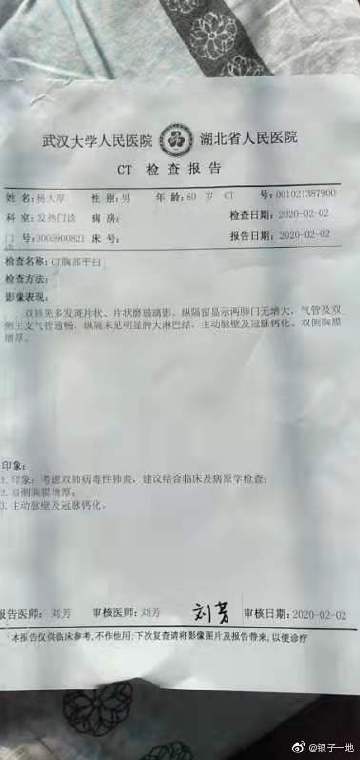 武汉大学人民医院 湖北省人民医院
CT 检查报告
姓名:杨大厚 性别:男 年龄:60 岁 CT 号:001021387900
科室:发热门诊 病房: 检查日期:2020-02-02
号:3003900821 床号: 报告日期:2020-02-02
检查名称:CT胸部平扫
检查方法:
影像表现:
双肺见多发斑片状、片状磨玻璃影,纵隔窗显示两肺门无增大,气管及双
侧主支气管通畅,纵隔未见明显肿大淋巴结,主动脉壁及冠脉钙化。双侧胸膜
增厚。
印象:
1.印象:考虑双肺病毒性肺炎,建议结合临床及病原学检查;
2.双侧胸膜增厚。
3.主动脉壁及冠脉钙化。
报告医师:刘芳 审核医师:刘芳 刘芳 审核日期:2020-02-02
本报告仅供临床参考,不作他用;下次复查请将影像图片及报告带来,以便诊疗
@银子一地